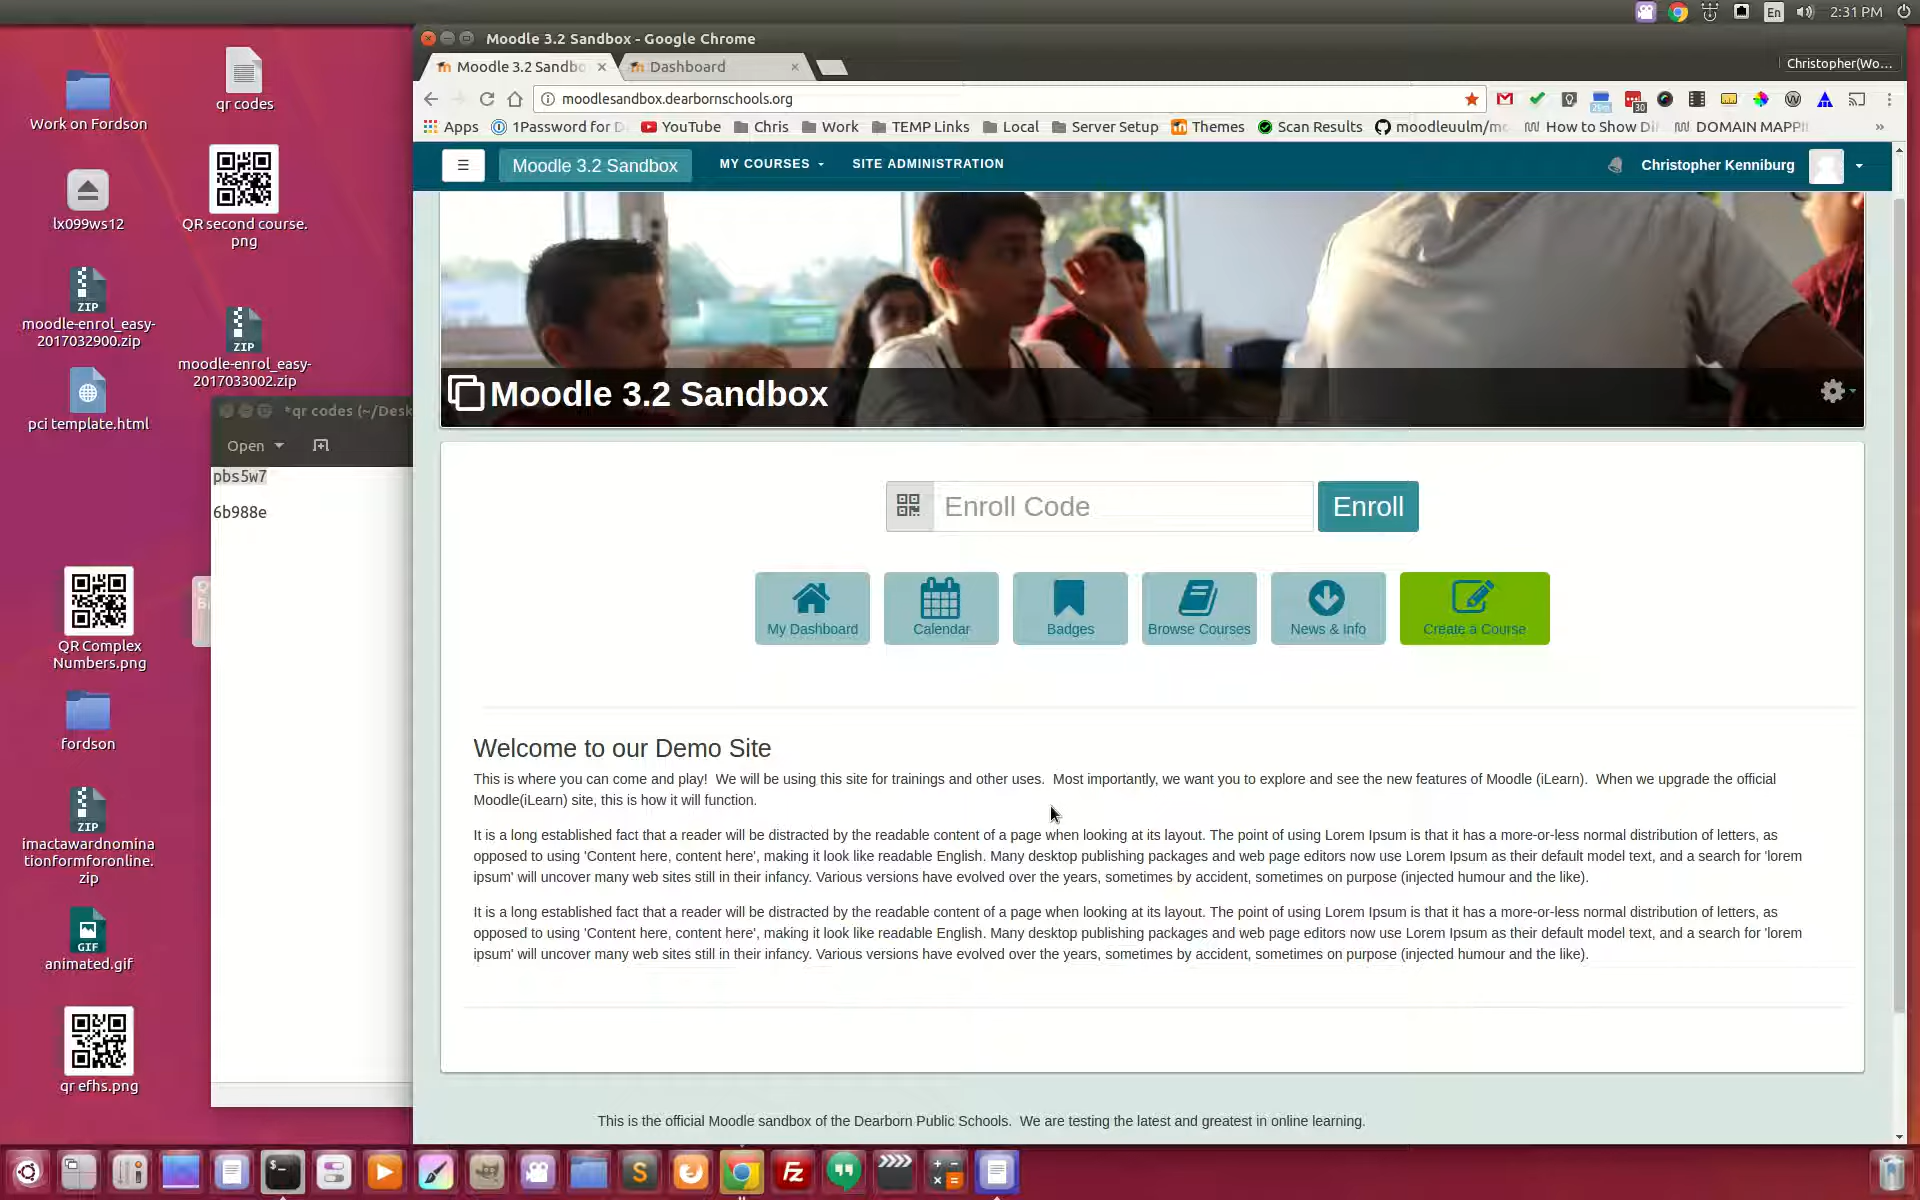 En
2:31 PM
Moodle 3.2 Sandbox - Google Chrome
Moodle 3.2 Sandbo
Dashboard
Christopher(Wo...
moodlesandbox.dearbornschools.org
30
Apps
1Password for D
YouTube
Chris
Work
TEMP Links
Local
Server Setup
Themes
Scan Results
moodleuulm/mo
How to Show Di
DOMAIN MAPPI
»
Moodle 3.2 Sandbox
MY COURSES
SITE ADMINISTRATION
Christopher Kenniburg
Moodle 3.2 Sandbox
Enroll Code
Enroll
My Dashboard
Calendar
Badges
Browse Courses
News & Info
Create a Course
Welcome to our Demo Site
This is where you can come and play!  We will be using this site for trainings and other uses.  Most importantly, we want you to explore and see the new features of Moodle (iLearn).  When we upgrade the official
Moodle(iLearn) site, this is how it will function.
It is a long established fact that a reader will be distracted by the readable content of a page when looking at its layout. The point of using Lorem Ipsum is that it has a more-or-less normal distribution of letters, as
opposed to using 'Content here, content here', making it look like readable English. Many desktop publishing packages and web page editors now use Lorem Ipsum as their default model text, and a search for 'lorem
ipsum' will uncover many web sites still in their infancy. Various versions have evolved over the years, sometimes by accident, sometimes on purpose (injected humour and the like).
It is a long established fact that a reader will be distracted by the readable content of a page when looking at its layout. The point of using Lorem Ipsum is that it has a more-or-less normal distribution of letters, as
opposed to using 'Content here, content here', making it look like readable English. Many desktop publishing packages and web page editors now use Lorem Ipsum as their default model text, and a search for 'lorem
ipsum' will uncover many web sites still in their infancy. Various versions have evolved over the years, sometimes by accident, sometimes on purpose (injected humour and the like).
This is the official Moodle sandbox of the Dearborn Public Schools.  We are testing the latest and greatest in online learning.
Work on Fordson
qr codes
lx099ws12
QR second course.
png
ZIP
moodle-enrol_easy-
2017032900.zip
ZIP
moodle-enrol_easy-
2017033002.zip
pci template.html
*qr codes (~/Desk
Open
pbs5w7
6b988e
QR Complex
Numbers.png
fordson
ZIP
imactawardnomina
tionformforonline.
zip
GIF
animated.gif
qr efhs.png